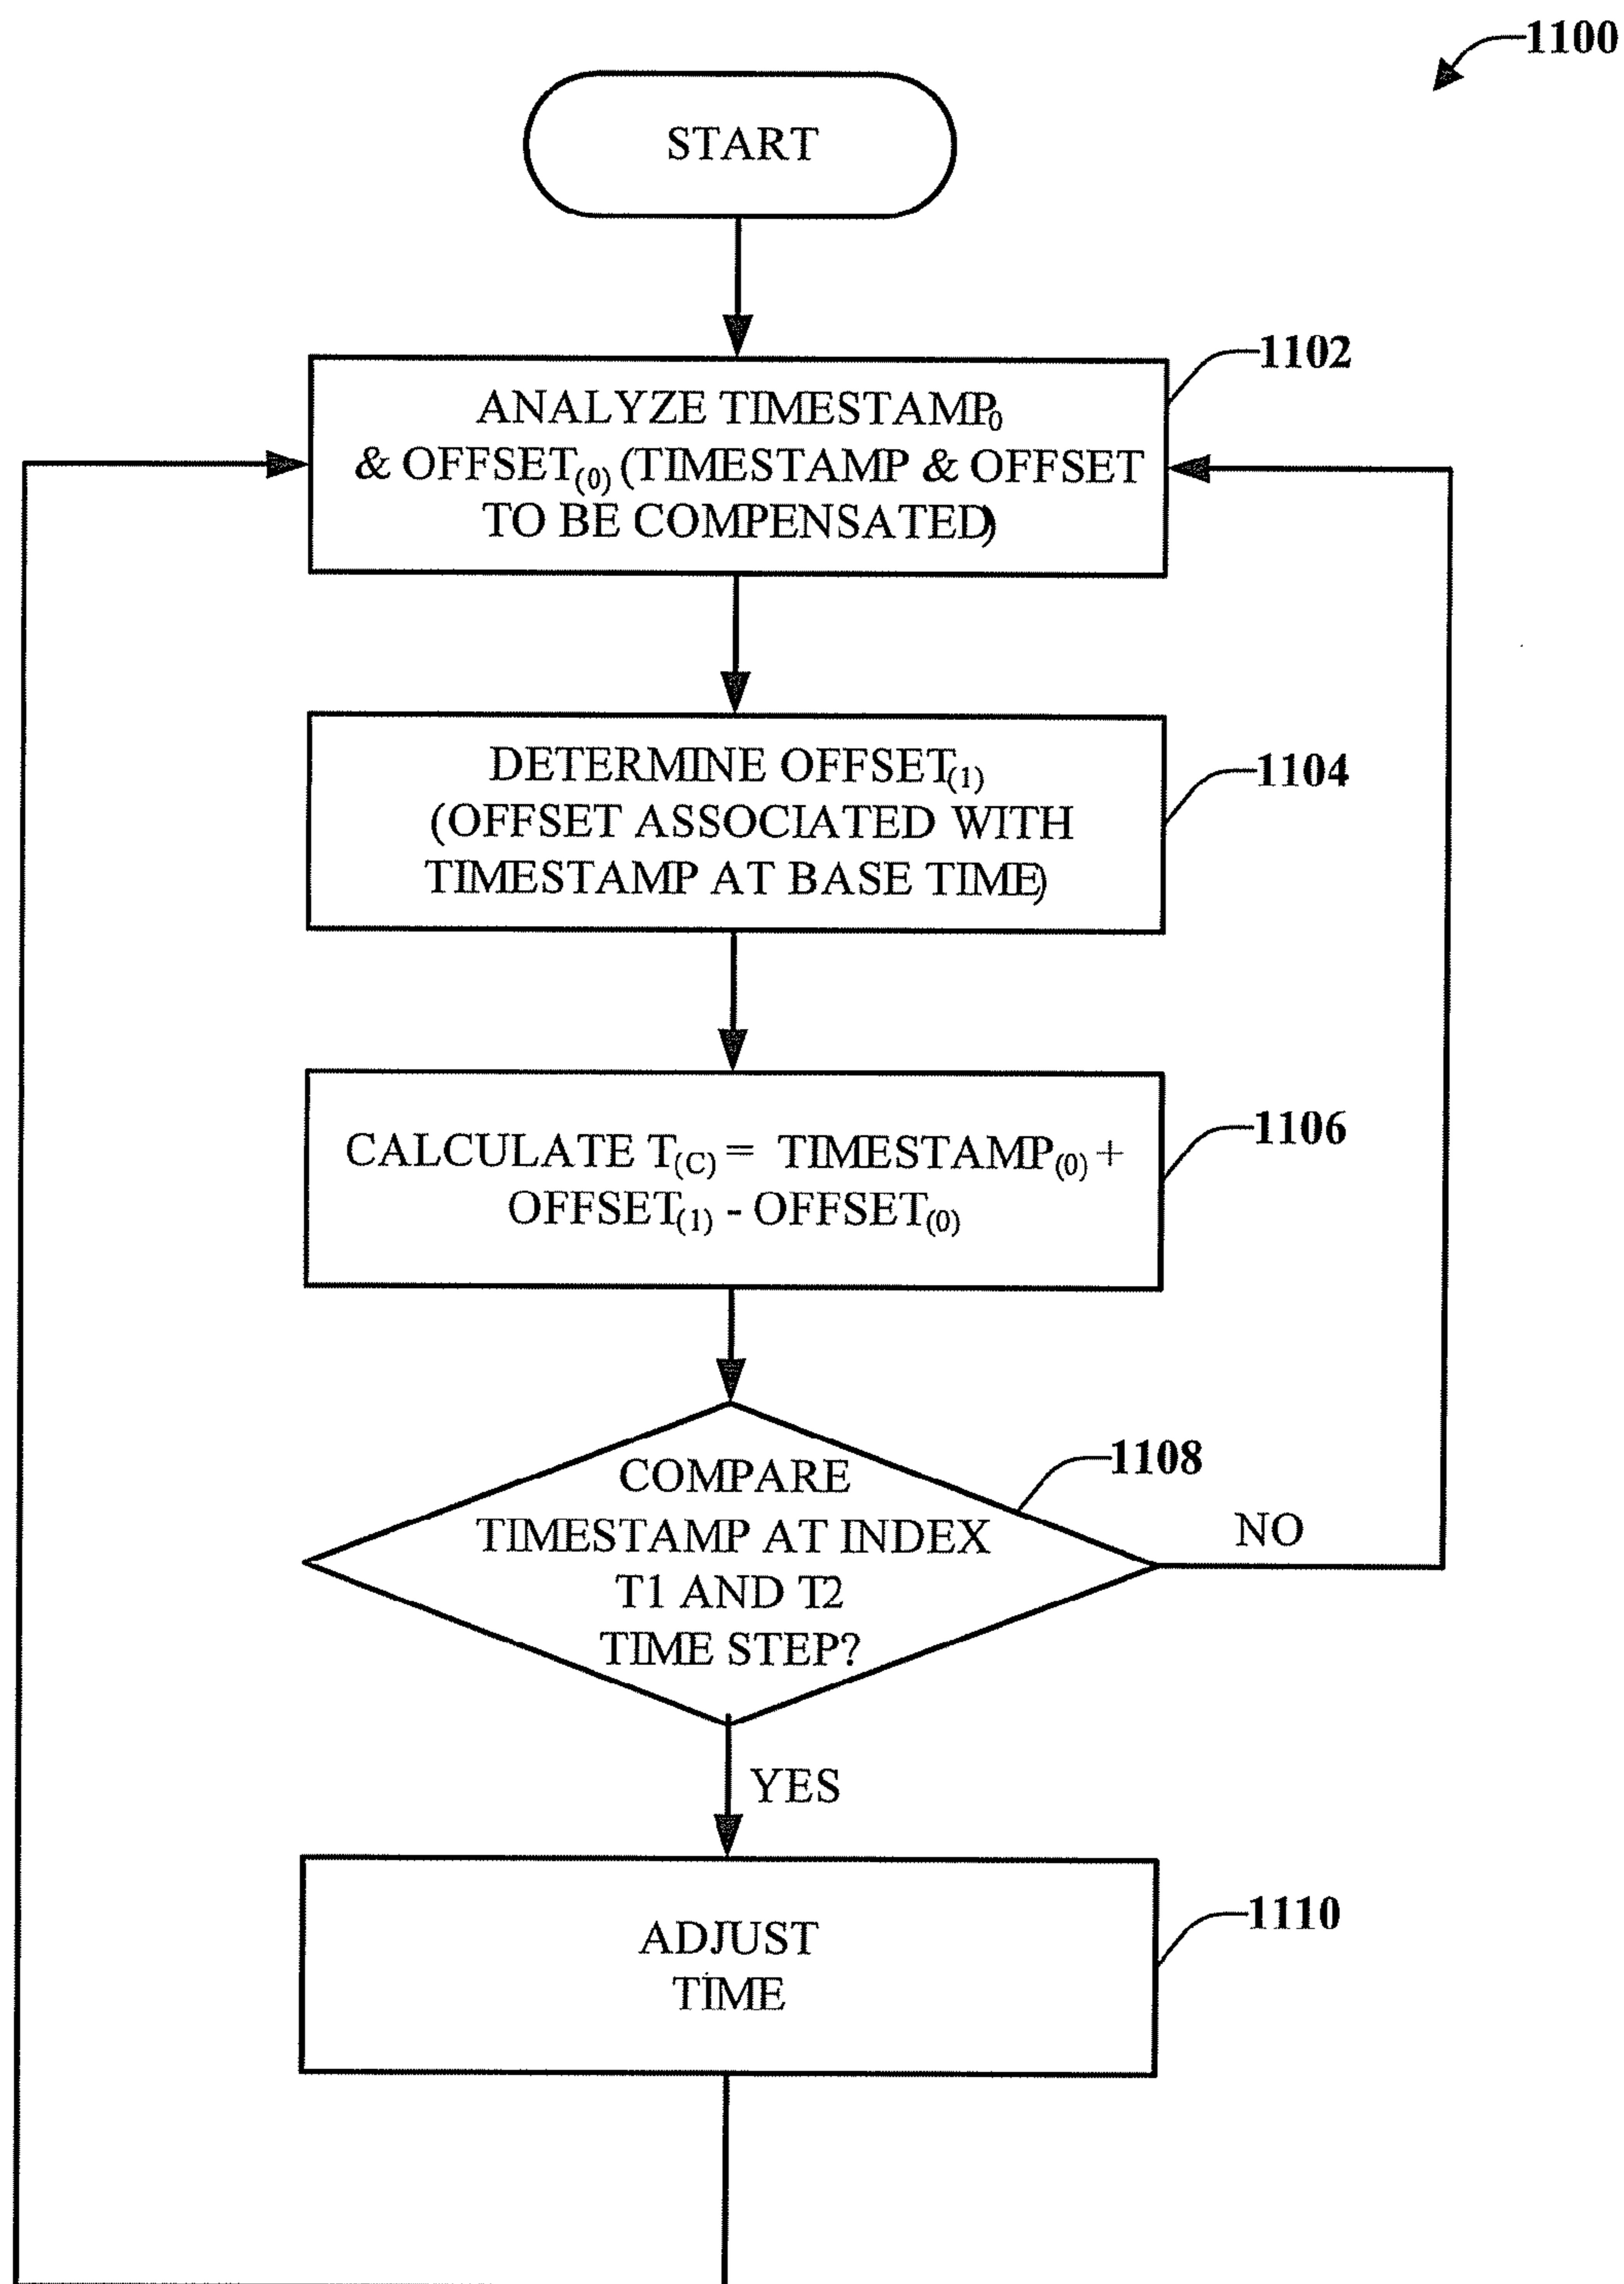 1100
START
1102
ANALYZE TIMESTAMP₀
& OFFSET₍₀₎ (TIMESTAMP & OFFSET
TO BE COMPENSATED)
DETERMINE OFFSET₍₁₎
1104
(OFFSET ASSOCIATED WITH
TIMESTAMP AT BASE TIME)
1106
CALCULATE T₍C₎ = TIMESTAMP₍₀₎ +
OFFSET₍₁₎ - OFFSET₍₀₎
1108
COMPARE
TIMESTAMP AT INDEX
T1 AND T2
TIME STEP?
NO
YES
1110
ADJUST
TIME